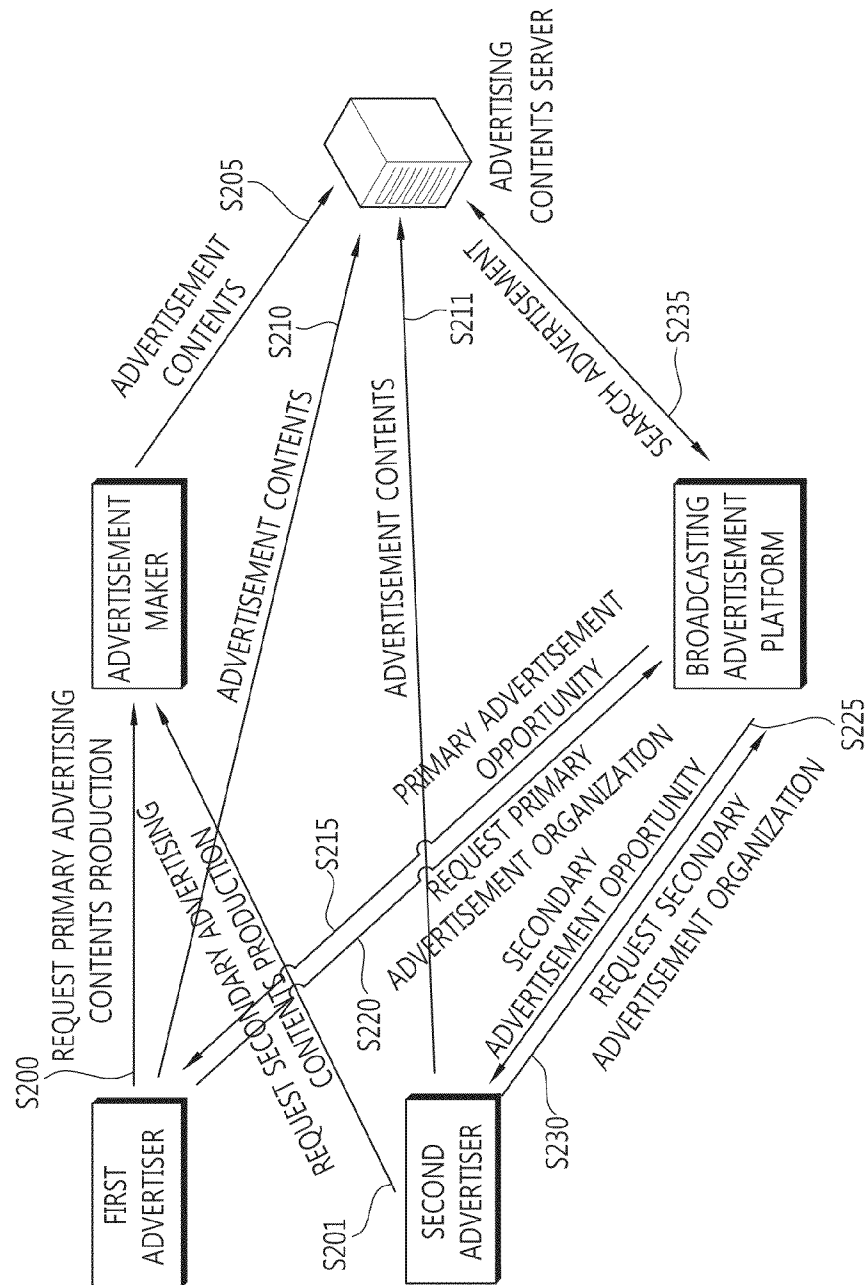 FIRST
ADVERTISER
S200
REQUEST PRIMARY ADVERTISING
CONTENTS PRODUCTION
ADVERTISEMENT
MAKER
ADVERTISEMENT
CONTENTS
S205
ADVERTISING
CONTENTS SERVER
ADVERTISEMENT CONTENTS
S210
REQUEST SECONDARY ADVERTISING
CONTENTS PRODUCTION
S201
SECOND
ADVERTISER
ADVERTISEMENT CONTENTS
S211
S215
S220
PRIMARY ADVERTISEMENT
OPPORTUNITY
REQUEST PRIMARY
ADVERTISEMENT ORGANIZATION
SECONDARY
ADVERTISEMENT OPPORTUNITY
REQUEST SECONDARY
ADVERTISEMENT ORGANIZATION
S230
S225
BROADCASTING
ADVERTISEMENT
PLATFORM
SEARCH ADVERTISEMENT
S235